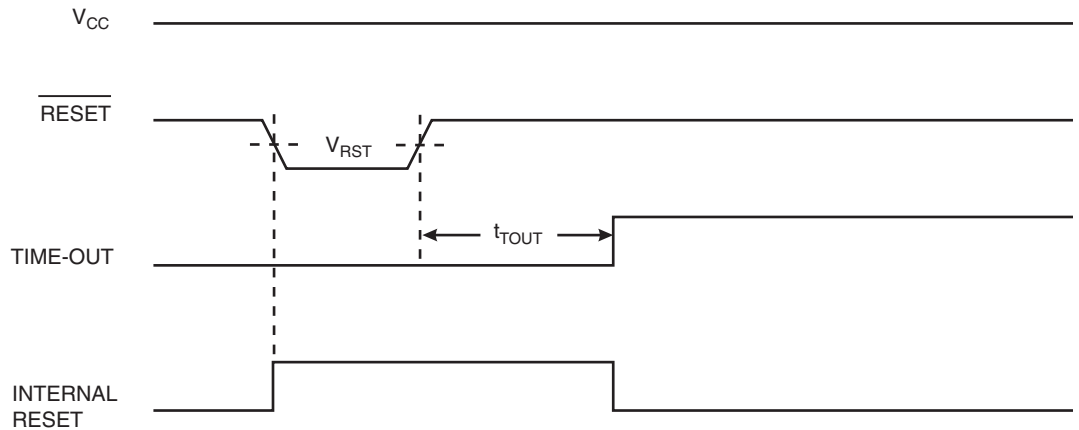 VCC
RESET
VRST
tTOUT
TIME-OUT
INTERNAL
RESET